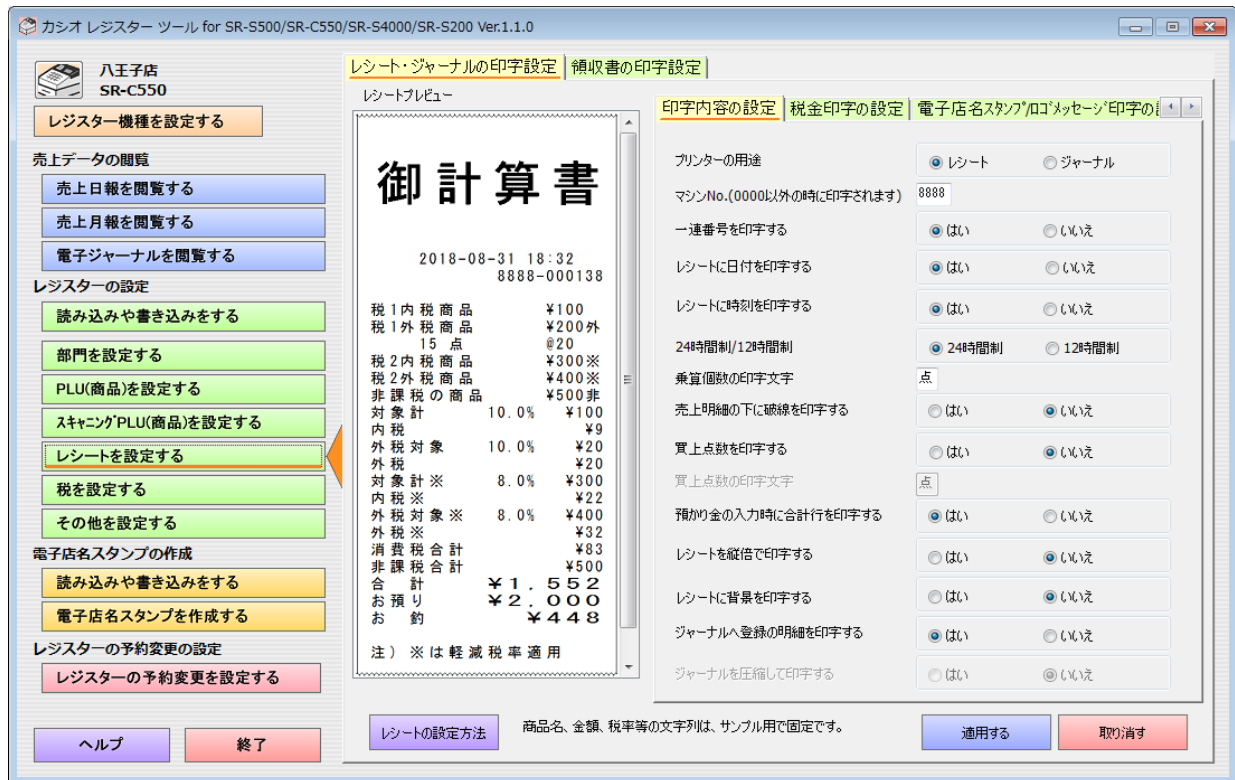 カシオ レジスター ツール for SR-S500/SR-C550/SR-S4000/SR-S200 Ver.1.1.0
八王子店
SR-C550
レジスター機種を設定する
売上データの閲覧
売上日報を閲覧する
売上月報を閲覧する
電子ジャーナルを閲覧する
レジスターの設定
読み込みや書き込みをする
部門を設定する
PLU(商品)を設定する
ｽｷｬﾆﾝｸﾞPLU(商品)を設定する
レシートを設定する
税を設定する
その他を設定する
電子店名スタンプの作成
読み込みや書き込みをする
電子店名スタンプを作成する
レジスターの予約変更の設定
レジスターの予約変更を設定する
ヘルプ 終了
レシート・ジャーナルの印字設定 領収書の印字設定
レシートプレビュー
御計算書
2018-08-31 18:32
8888-000138
税1内税商品 ¥100
税1外税商品 ¥200外
15 点 @20
税2内税商品 ¥300※
税2外税商品 ¥400※
非課税の商品 ¥500非
対象計 10.0% ¥100
内税 ¥9
外税対象 10.0% ¥20
外税 ¥20
対象計※ 8.0% ¥300
内税※ ¥22
外税対象※ 8.0% ¥400
外税※ ¥32
消費税合計 ¥83
非課税合計 ¥500
合 計 ¥1,552
お預り ¥2,000
お 釣 ¥448
注) ※は軽減税率適用
印字内容の設定 税金印字の設定 電子店名ｽﾀﾝﾌﾟ/ﾛｺﾞﾒｯｾｰｼﾞ印字の
プリンターの用途 レシート ジャーナル
マシンNo.(0000以外の時に印字されます) 8888
一連番号を印字する はい いいえ
レシートに日付を印字する はい いいえ
レシートに時刻を印字する はい いいえ
24時間制/12時間制 24時間制 12時間制
乗算個数の印字文字 点
売上明細の下に破線を印字する はい いいえ
買上点数を印字する はい いいえ
買上点数の印字文字 点
預かり金の入力時に合計行を印字する はい いいえ
レシートを縦倍で印字する はい いいえ
レシートに背景を印字する はい いいえ
ジャーナルへ登録の明細を印字する はい いいえ
ジャーナルを圧縮して印字する はい いいえ
レシートの設定方法 商品名、金額、税率等の文字列は、サンプル用で固定です。 適用する 取り消す